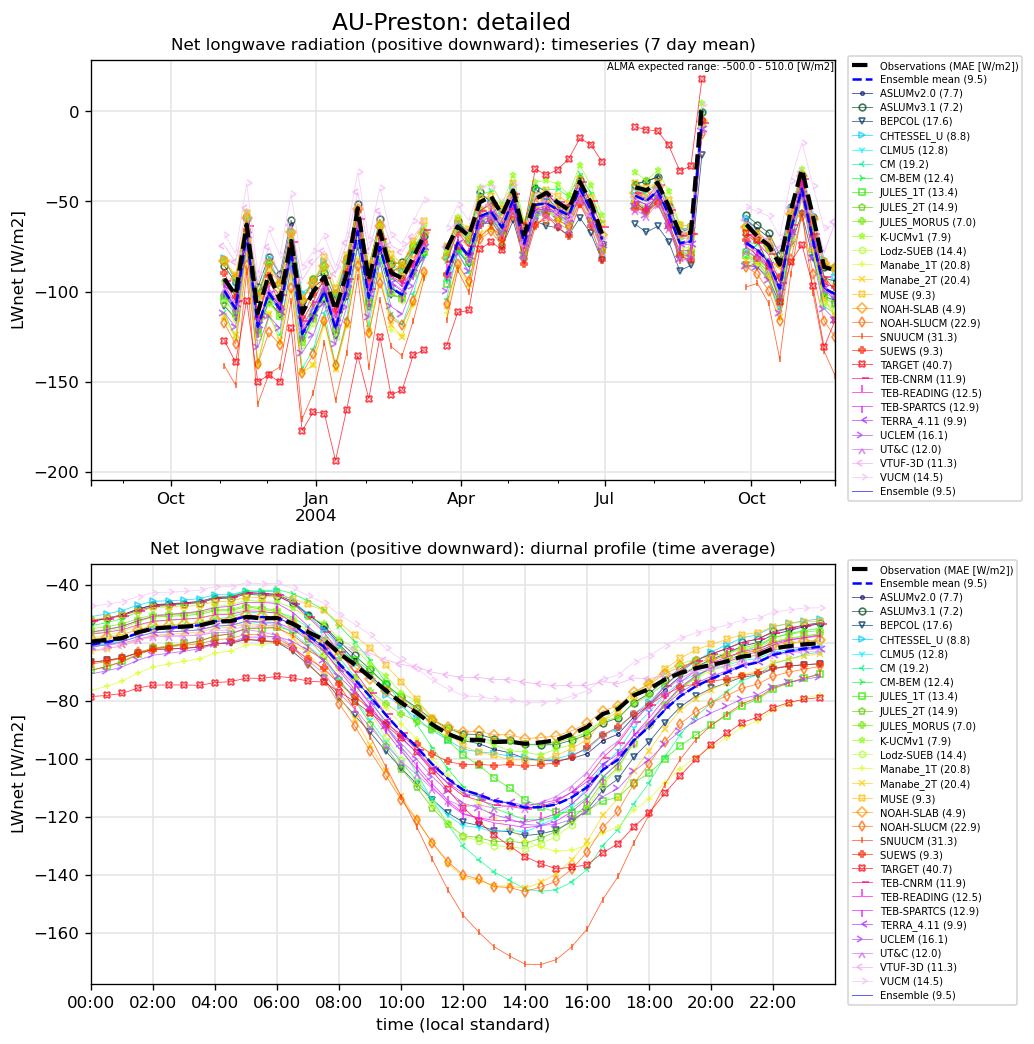 AU-Preston: detailed
Net longwave radiation (positive downward): timeseries (7 day mean)
ALMA expected range: -500.0 - 510.0 [W/m2]
LWnet [W/m2]
0
−50
−100
−150
−200
Oct
Jan
2004
Apr
Jul
Oct
Observations (MAE [W/m2])
Ensemble mean (9.5)
ASLUMv2.0 (7.7)
ASLUMv3.1 (7.2)
BEPCOL (17.6)
CHTESSEL_U (8.8)
CLMU5 (12.8)
CM (19.2)
CM-BEM (12.4)
JULES_1T (13.4)
JULES_2T (14.9)
JULES_MORUS (7.0)
K-UCMv1 (7.9)
Lodz-SUEB (14.4)
Manabe_1T (20.8)
Manabe_2T (20.4)
MUSE (9.3)
NOAH-SLAB (4.9)
NOAH-SLUCM (22.9)
SNUUCM (31.3)
SUEWS (9.3)
TARGET (40.7)
TEB-CNRM (11.9)
TEB-READING (12.5)
TEB-SPARTCS (12.9)
TERRA_4.11 (9.9)
UCLEM (16.1)
UT&C (12.0)
VTUF-3D (11.3)
VUCM (14.5)
Ensemble (9.5)
Net longwave radiation (positive downward): diurnal profile (time average)
LWnet [W/m2]
−40
−60
−80
−100
−120
−140
−160
00:00
02:00
04:00
06:00
08:00
10:00
12:00
14:00
16:00
18:00
20:00
22:00
time (local standard)
Observation (MAE [W/m2])
Ensemble mean (9.5)
ASLUMv2.0 (7.7)
ASLUMv3.1 (7.2)
BEPCOL (17.6)
CHTESSEL_U (8.8)
CLMU5 (12.8)
CM (19.2)
CM-BEM (12.4)
JULES_1T (13.4)
JULES_2T (14.9)
JULES_MORUS (7.0)
K-UCMv1 (7.9)
Lodz-SUEB (14.4)
Manabe_1T (20.8)
Manabe_2T (20.4)
MUSE (9.3)
NOAH-SLAB (4.9)
NOAH-SLUCM (22.9)
SNUUCM (31.3)
SUEWS (9.3)
TARGET (40.7)
TEB-CNRM (11.9)
TEB-READING (12.5)
TEB-SPARTCS (12.9)
TERRA_4.11 (9.9)
UCLEM (16.1)
UT&C (12.0)
VTUF-3D (11.3)
VUCM (14.5)
Ensemble (9.5)